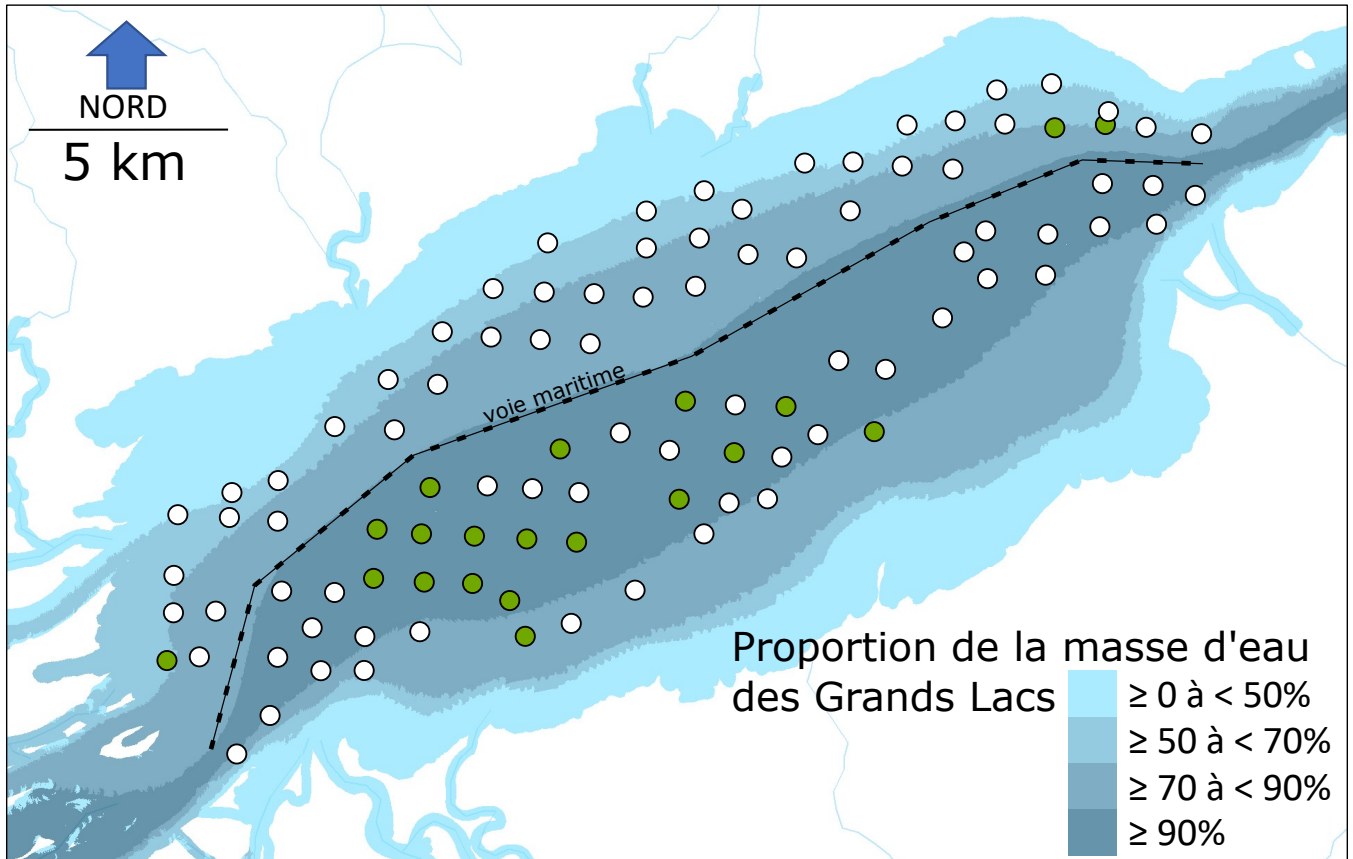 NORD
5 km
voie maritime
Proportion de la masse d'eau
des Grands Lacs
≥ 0 à < 50%
≥ 50 à < 70%
≥ 70 à < 90%
≥ 90%